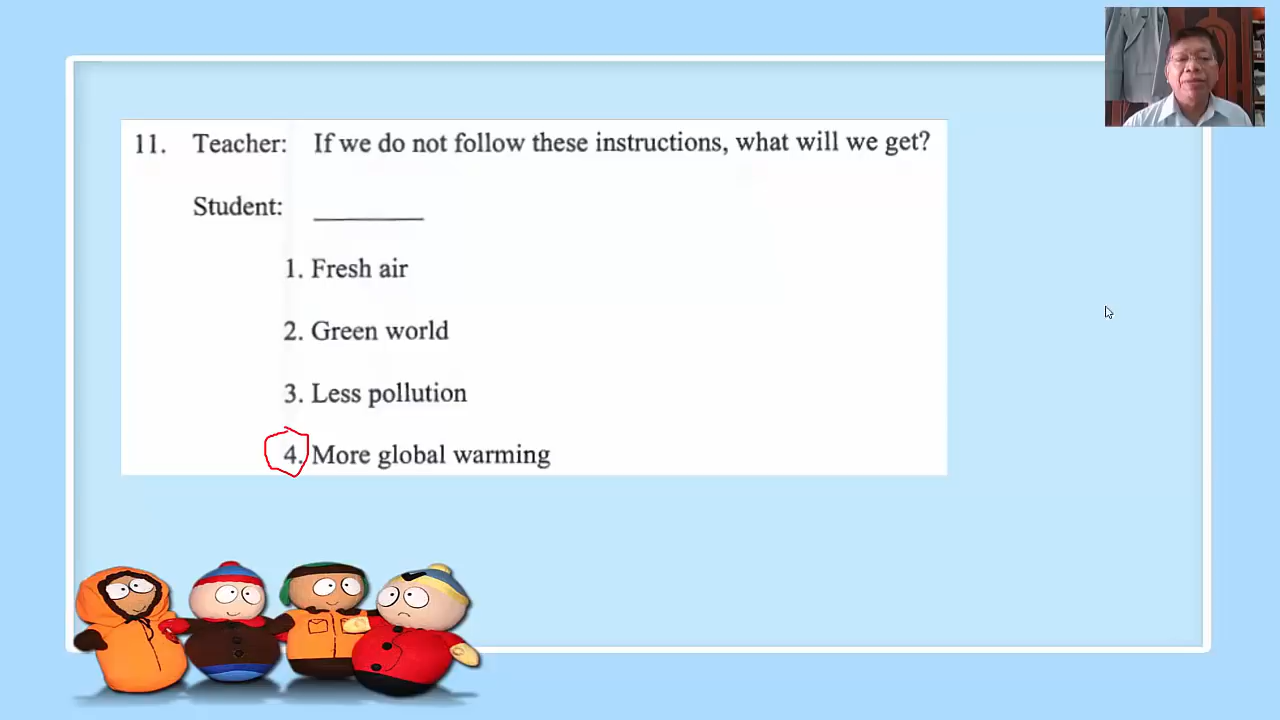 11. Teacher: If we do not follow these instructions, what will we get?
Student: __________
1. Fresh air
2. Green world
3. Less pollution
4. More global warming